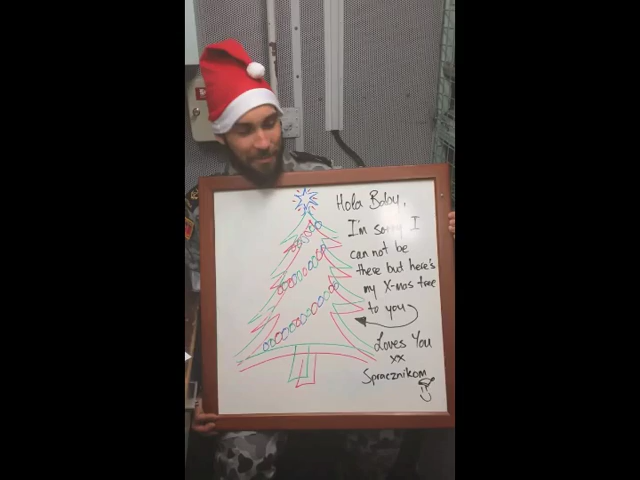 Hola Baby,
I'm sorry I
can not be
there but here's
my X-mas tree
to you
Loves You
xx
Spracznikom